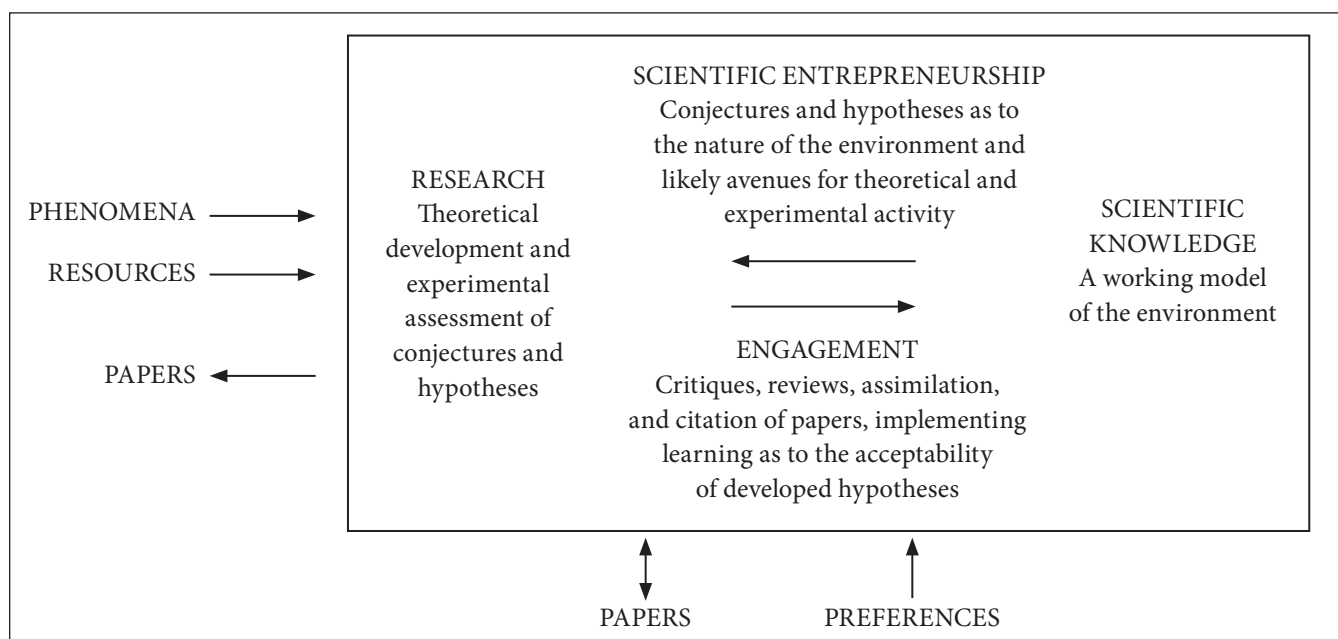 PHENOMENA
RESOURCES
PAPERS
RESEARCH
Theoretical
development and
experimental
assessment of
conjectures and
hypotheses
SCIENTIFIC ENTREPRENEURSHIP
Conjectures and hypotheses as to
the nature of the environment and
likely avenues for theoretical and
experimental activity
ENGAGEMENT
Critiques, reviews, assimilation,
and citation of papers, implementing
learning as to the acceptability
of developed hypotheses
SCIENTIFIC
KNOWLEDGE
A working model
of the environment
PAPERS
PREFERENCES